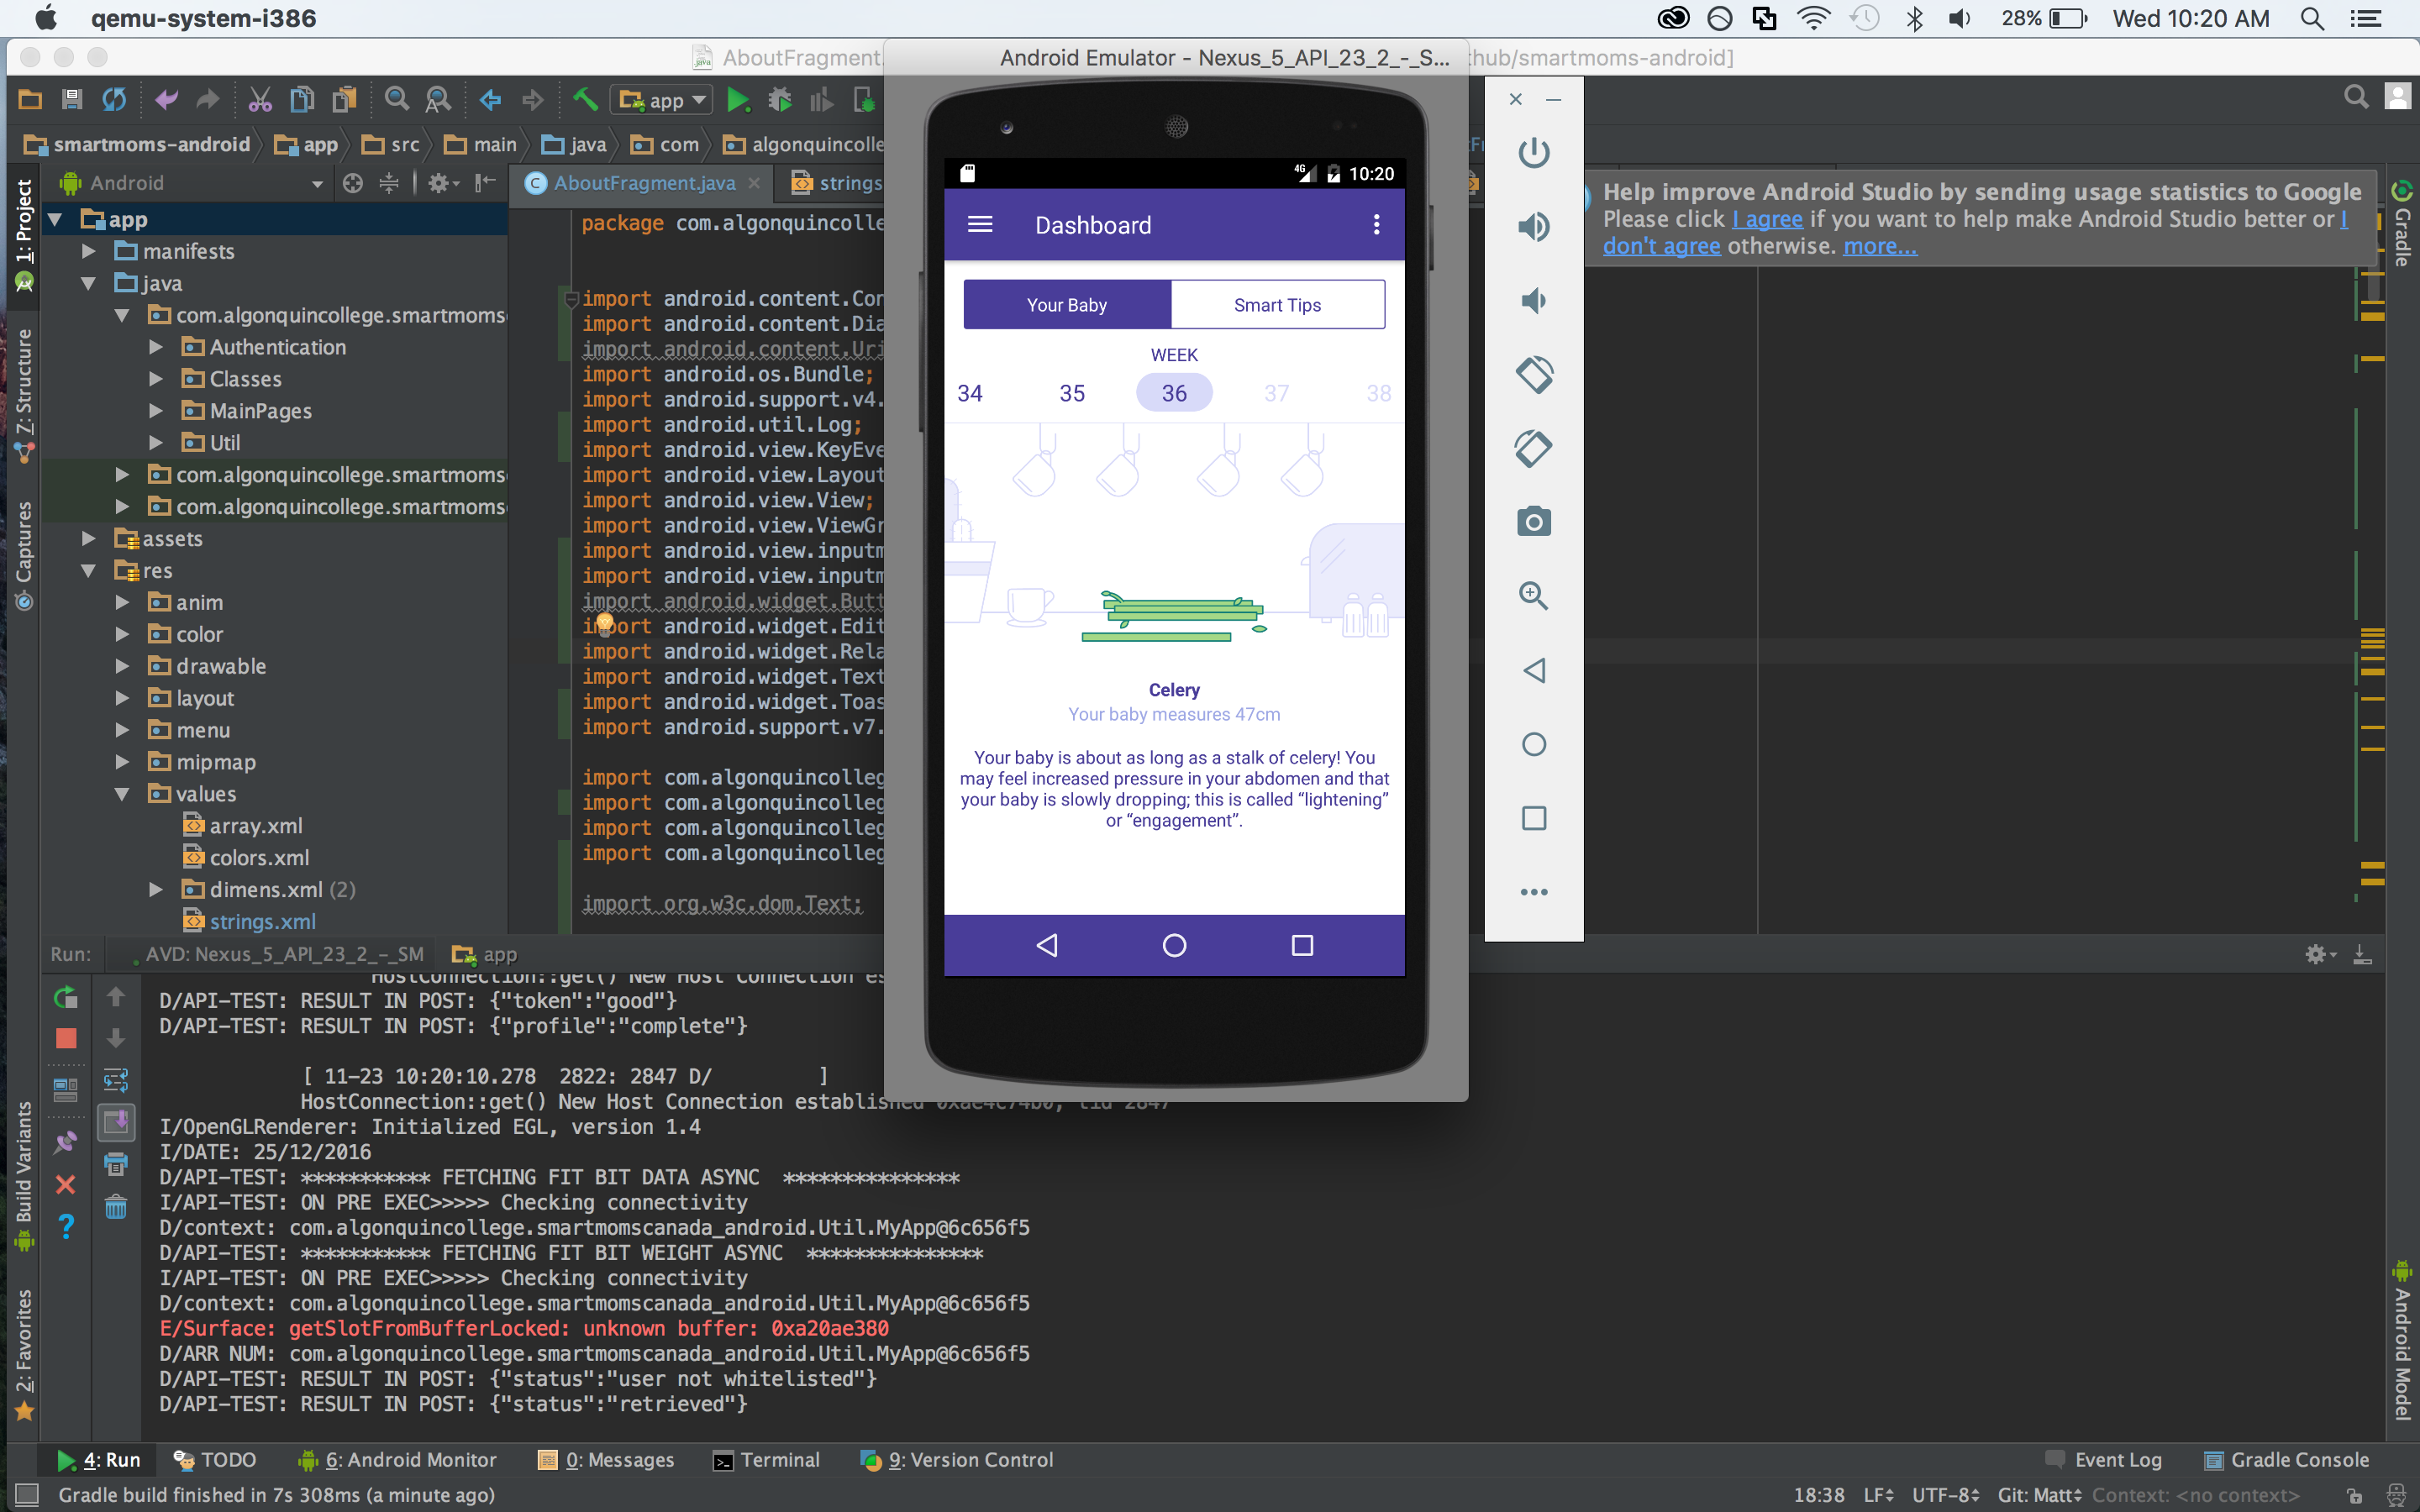 qemu-system-i386
28%
Wed 10:20 AM
AboutFragment.
Android Emulator - Nexus_5_API_23_2_-_S...
hub/smartmoms-android]
app
smartmoms-android
app
src
main
java
com
algonquincolle
Android
AboutFragment.java
strings
1: Project
7: Structure
Captures
Build Variants
2: Favorites
app
manifests
java
com.algonquincollege.smartmoms
Authentication
Classes
MainPages
Util
com.algonquincollege.smartmoms
com.algonquincollege.smartmoms
assets
res
anim
color
drawable
layout
menu
mipmap
values
array.xml
colors.xml
dimens.xml (2)
strings.xml
package com.algonquincolle
import android.content.Con
import android.content.Dia
import android.content.Uri
import android.os.Bundle;
import android.support.v4.
import android.util.Log;
import android.view.KeyEve
import android.view.Layout
import android.view.View;
import android.view.ViewGr
import android.view.inputm
import android.view.inputm
import android.widget.Butt
import android.widget.Edit
import android.widget.Rela
import android.widget.Text
import android.widget.Toas
import android.support.v7.
import com.algonquincolleg
import com.algonquincolleg
import com.algonquincolleg
import com.algonquincolleg
import org.w3c.dom.Text;
4G
10:20
Dashboard
Your Baby
Smart Tips
WEEK
34 35 36 37 38
Celery
Your baby measures 47cm
Your baby is about as long as a stalk of celery! You
may feel increased pressure in your abdomen and that
your baby is slowly dropping; this is called “lightening”
or “engagement”.
Help improve Android Studio by sending usage statistics to Google
Please click I agree if you want to help make Android Studio better or I
don't agree otherwise. more...
Gradle
Android Model
Run:
AVD: Nexus_5_API_23_2_-_SM
app
HostConnection::get() New Host Connection es
D/API-TEST: RESULT IN POST: {"token":"good"}
D/API-TEST: RESULT IN POST: {"profile":"complete"}
[ 11-23 10:20:10.278  2822: 2847 D/         ]
HostConnection::get() New Host Connection established 0xae4c74b0, tid 2847
I/OpenGLRenderer: Initialized EGL, version 1.4
I/DATE: 25/12/2016
D/API-TEST: *********** FETCHING FIT BIT DATA ASYNC  ***************
I/API-TEST: ON PRE EXEC>>>>> Checking connectivity
D/context: com.algonquincollege.smartmomscanada_android.Util.MyApp@6c656f5
D/API-TEST: *********** FETCHING FIT BIT WEIGHT ASYNC  ***************
I/API-TEST: ON PRE EXEC>>>>> Checking connectivity
D/context: com.algonquincollege.smartmomscanada_android.Util.MyApp@6c656f5
E/Surface: getSlotFromBufferLocked: unknown buffer: 0xa20ae380
D/ARR NUM: com.algonquincollege.smartmomscanada_android.Util.MyApp@6c656f5
D/API-TEST: RESULT IN POST: {"status":"user not whitelisted"}
D/API-TEST: RESULT IN POST: {"status":"retrieved"}
4: Run
TODO
6: Android Monitor
0: Messages
Terminal
9: Version Control
Event Log
Gradle Console
Gradle build finished in 7s 308ms (a minute ago)
18:38
LF
UTF-8
Git: Matt
Context: <no context>